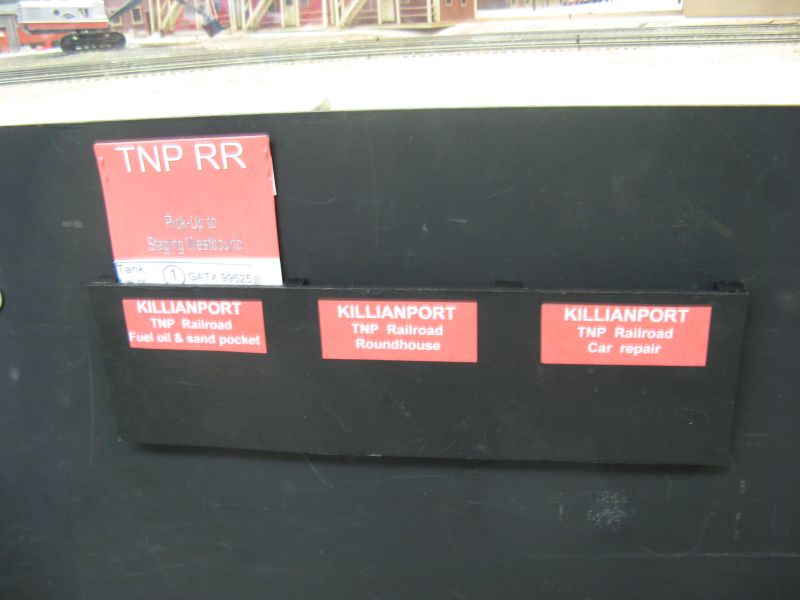 TNP RR
Pick-Up to
Staging Westbound
Tank
1 GATX 99525
KILLIANPORT
TNP Railroad
Fuel oil & sand pocket
KILLIANPORT
TNP Railroad
Roundhouse
KILLIANPORT
TNP Railroad
Car repair